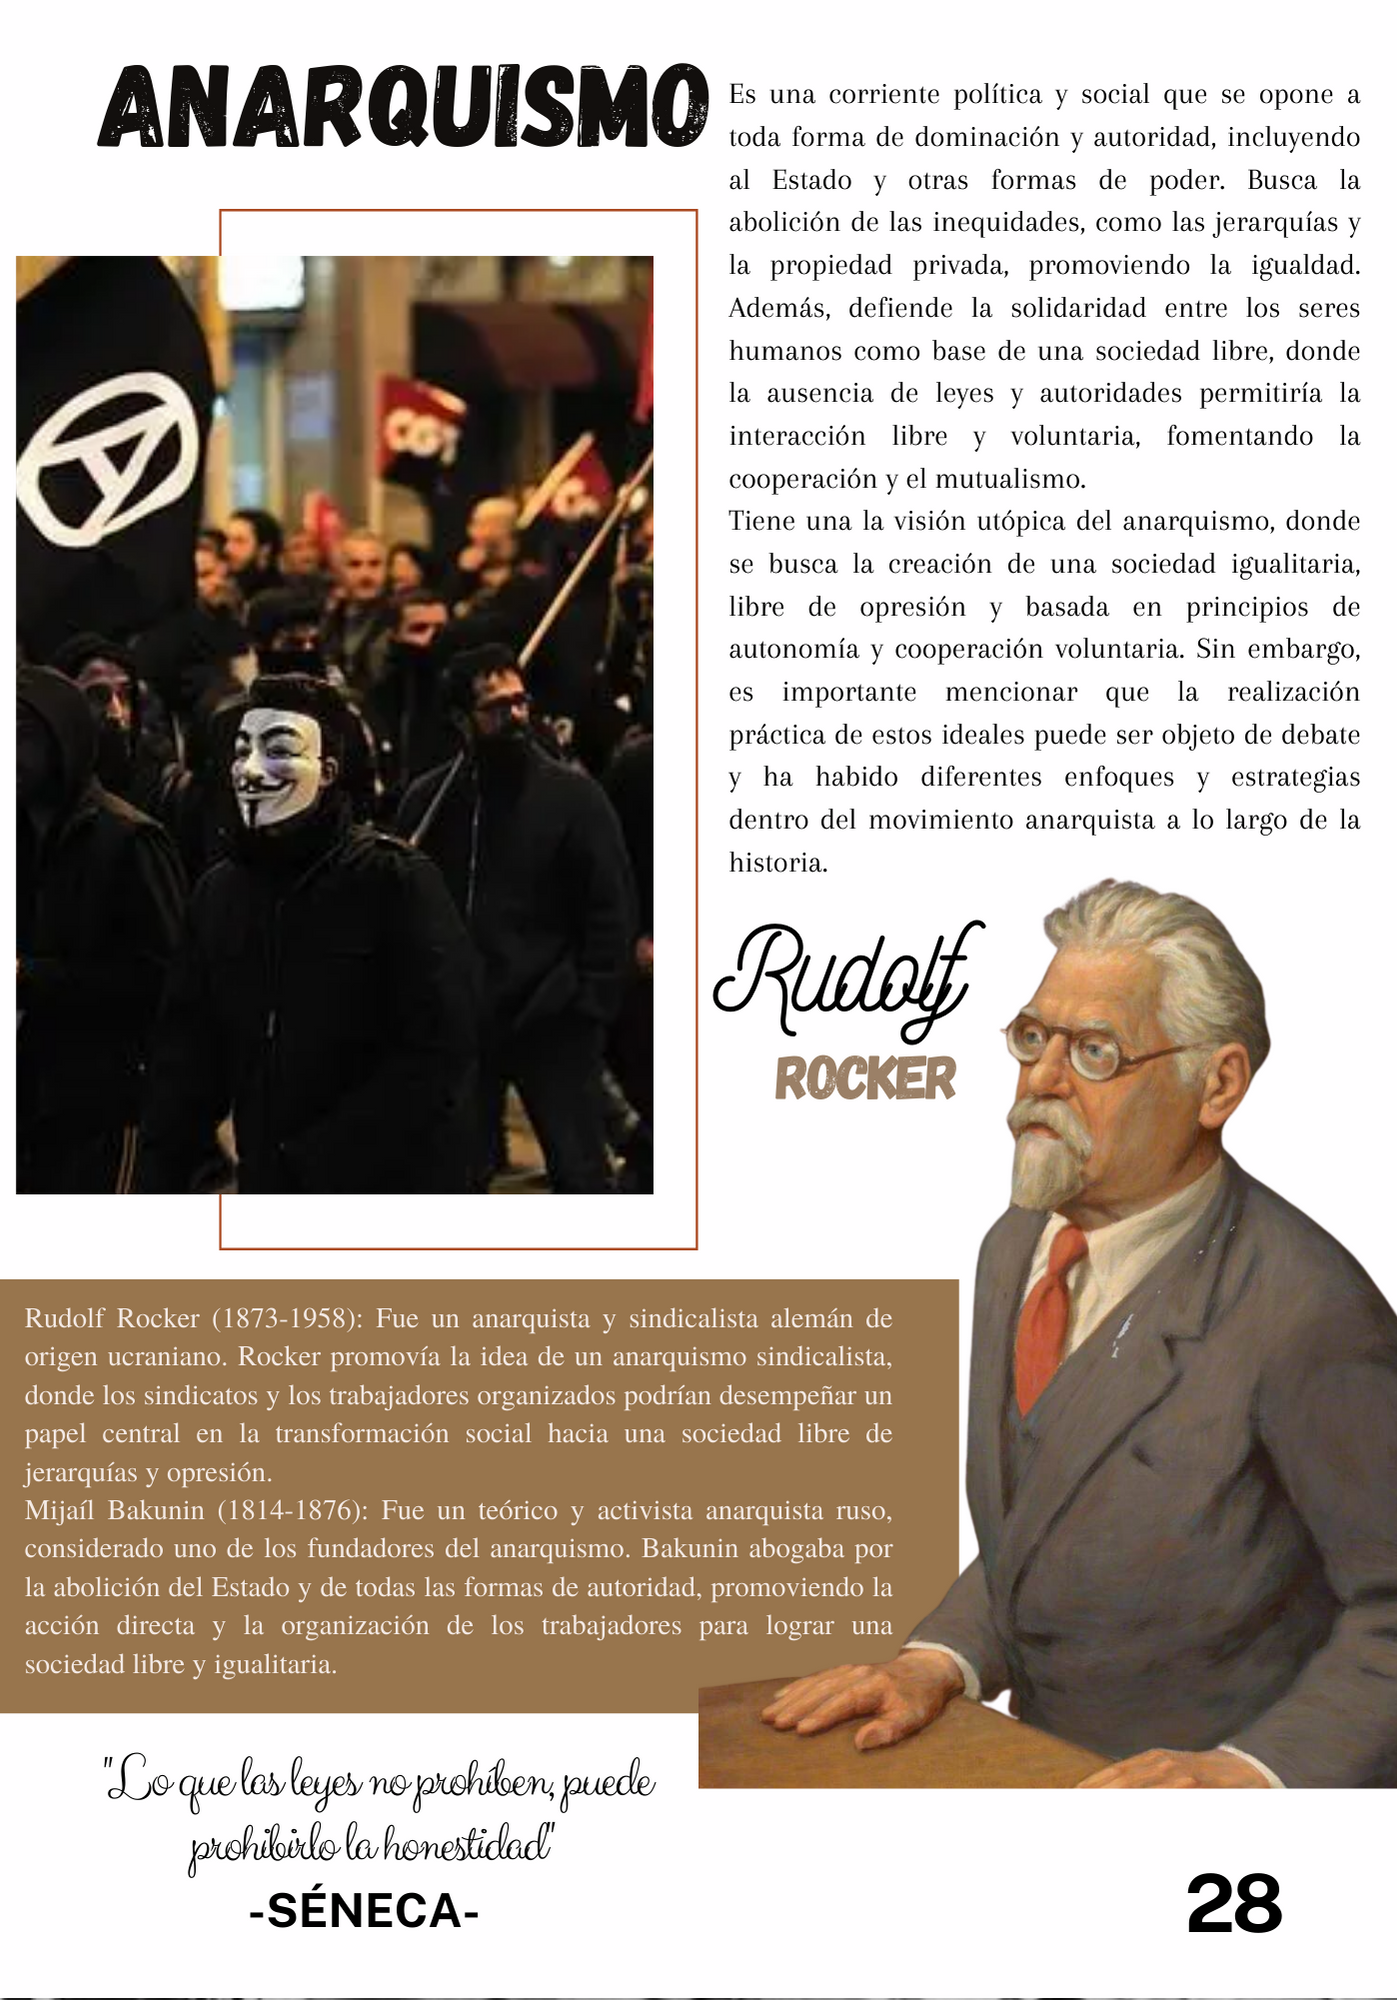 ANARQUISMO
Es una corriente política y social que se opone a
toda forma de dominación y autoridad, incluyendo
al Estado y otras formas de poder. Busca la
abolición de las inequidades, como las jerarquías y
la propiedad privada, promoviendo la igualdad.
Además, defiende la solidaridad entre los seres
humanos como base de una sociedad libre, donde
la ausencia de leyes y autoridades permitiría la
interacción libre y voluntaria, fomentando la
cooperación y el mutualismo.
Tiene una la visión utópica del anarquismo, donde
se busca la creación de una sociedad igualitaria,
libre de opresión y basada en principios de
autonomía y cooperación voluntaria. Sin embargo,
es importante mencionar que la realización
práctica de estos ideales puede ser objeto de debate
y ha habido diferentes enfoques y estrategias
dentro del movimiento anarquista a lo largo de la
historia.
A
CGT
Rudolf
ROCKER
Rudolf Rocker (1873-1958): Fue un anarquista y sindicalista alemán de
origen ucraniano. Rocker promovía la idea de un anarquismo sindicalista,
donde los sindicatos y los trabajadores organizados podrían desempeñar un
papel central en la transformación social hacia una sociedad libre de
jerarquías y opresión.
Mijaíl Bakunin (1814-1876): Fue un teórico y activista anarquista ruso,
considerado uno de los fundadores del anarquismo. Bakunin abogaba por
la abolición del Estado y de todas las formas de autoridad, promoviendo la
acción directa y la organización de los trabajadores para lograr una
sociedad libre y igualitaria.
"Lo que las leyes no prohíben, puede
prohibirlo la honestidad"
-SÉNECA-
28